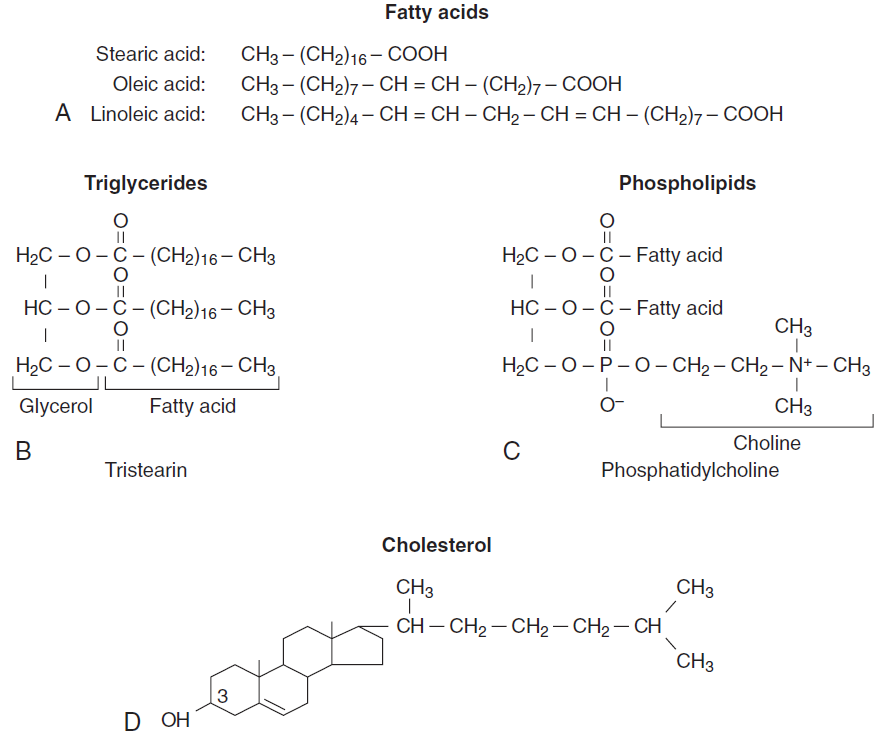 Fatty acids
Stearic acid: CH₃ – (CH₂)₁₆ – COOH
Oleic acid: CH₃ – (CH₂)₇ – CH = CH – (CH₂)₇ – COOH
A Linoleic acid: CH₃ – (CH₂)₄ – CH = CH – CH₂ – CH = CH – (CH₂)₇ – COOH
Triglycerides
O
H₂C – O – C – (CH₂)₁₆ – CH₃
O
HC – O – C – (CH₂)₁₆ – CH₃
O
H₂C – O – C – (CH₂)₁₆ – CH₃
Glycerol Fatty acid
B
Tristearin
Phospholipids
O
H₂C – O – C – Fatty acid
O
HC – O – C – Fatty acid
O CH₃
H₂C – O – P – O – CH₂ – CH₂ – N⁺ – CH₃
O⁻ CH₃
Choline
C
Phosphatidylcholine
Cholesterol
CH₃ CH₃
CH – CH₂ – CH₂ – CH₂ – CH
CH₃
3
D OH